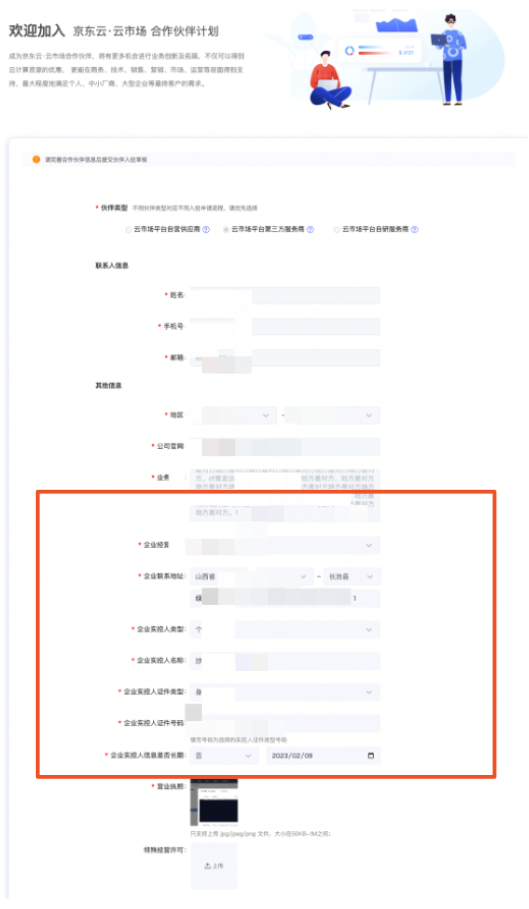 欢迎加入 京东云·云市场 合作伙伴计划
成为京东云·云市场合作伙伴，将有更多机会进行业务创新及拓展，不仅可以得到
云计算资源的优惠，更能在商务、技术、销售、营销、市场、运营等层面得到支
持，最大程度地满足个人、中小厂商、大型企业等最终客户的需求。
请完善合作伙伴信息后提交伙伴入驻审核
* 伙伴类型 不同伙伴类型对应不同入驻申请流程，请优先选择
云市场平台自营供应商 ? 云市场平台第三方服务商 ? 云市场平台自研服务商 ?
联系人信息
* 姓名
* 手机号
* 邮箱
其他信息
* 地区 -
* 公司官网
* 业务
* 企业经营
* 企业联系地址: 山西省 - 长治县
1
* 企业实控人类型: 个
* 企业实控人名称:
* 企业实控人证件类型: 身
* 企业实控人证件号码:
填写号码为选择的实控人证件类型号码
* 企业实控人信息是否长期: 否 2023/02/09
* 营业执照:
只支持上传 jpg/jpeg/png 文件，大小在50KB-1M之间;
特殊经营许可:
上传